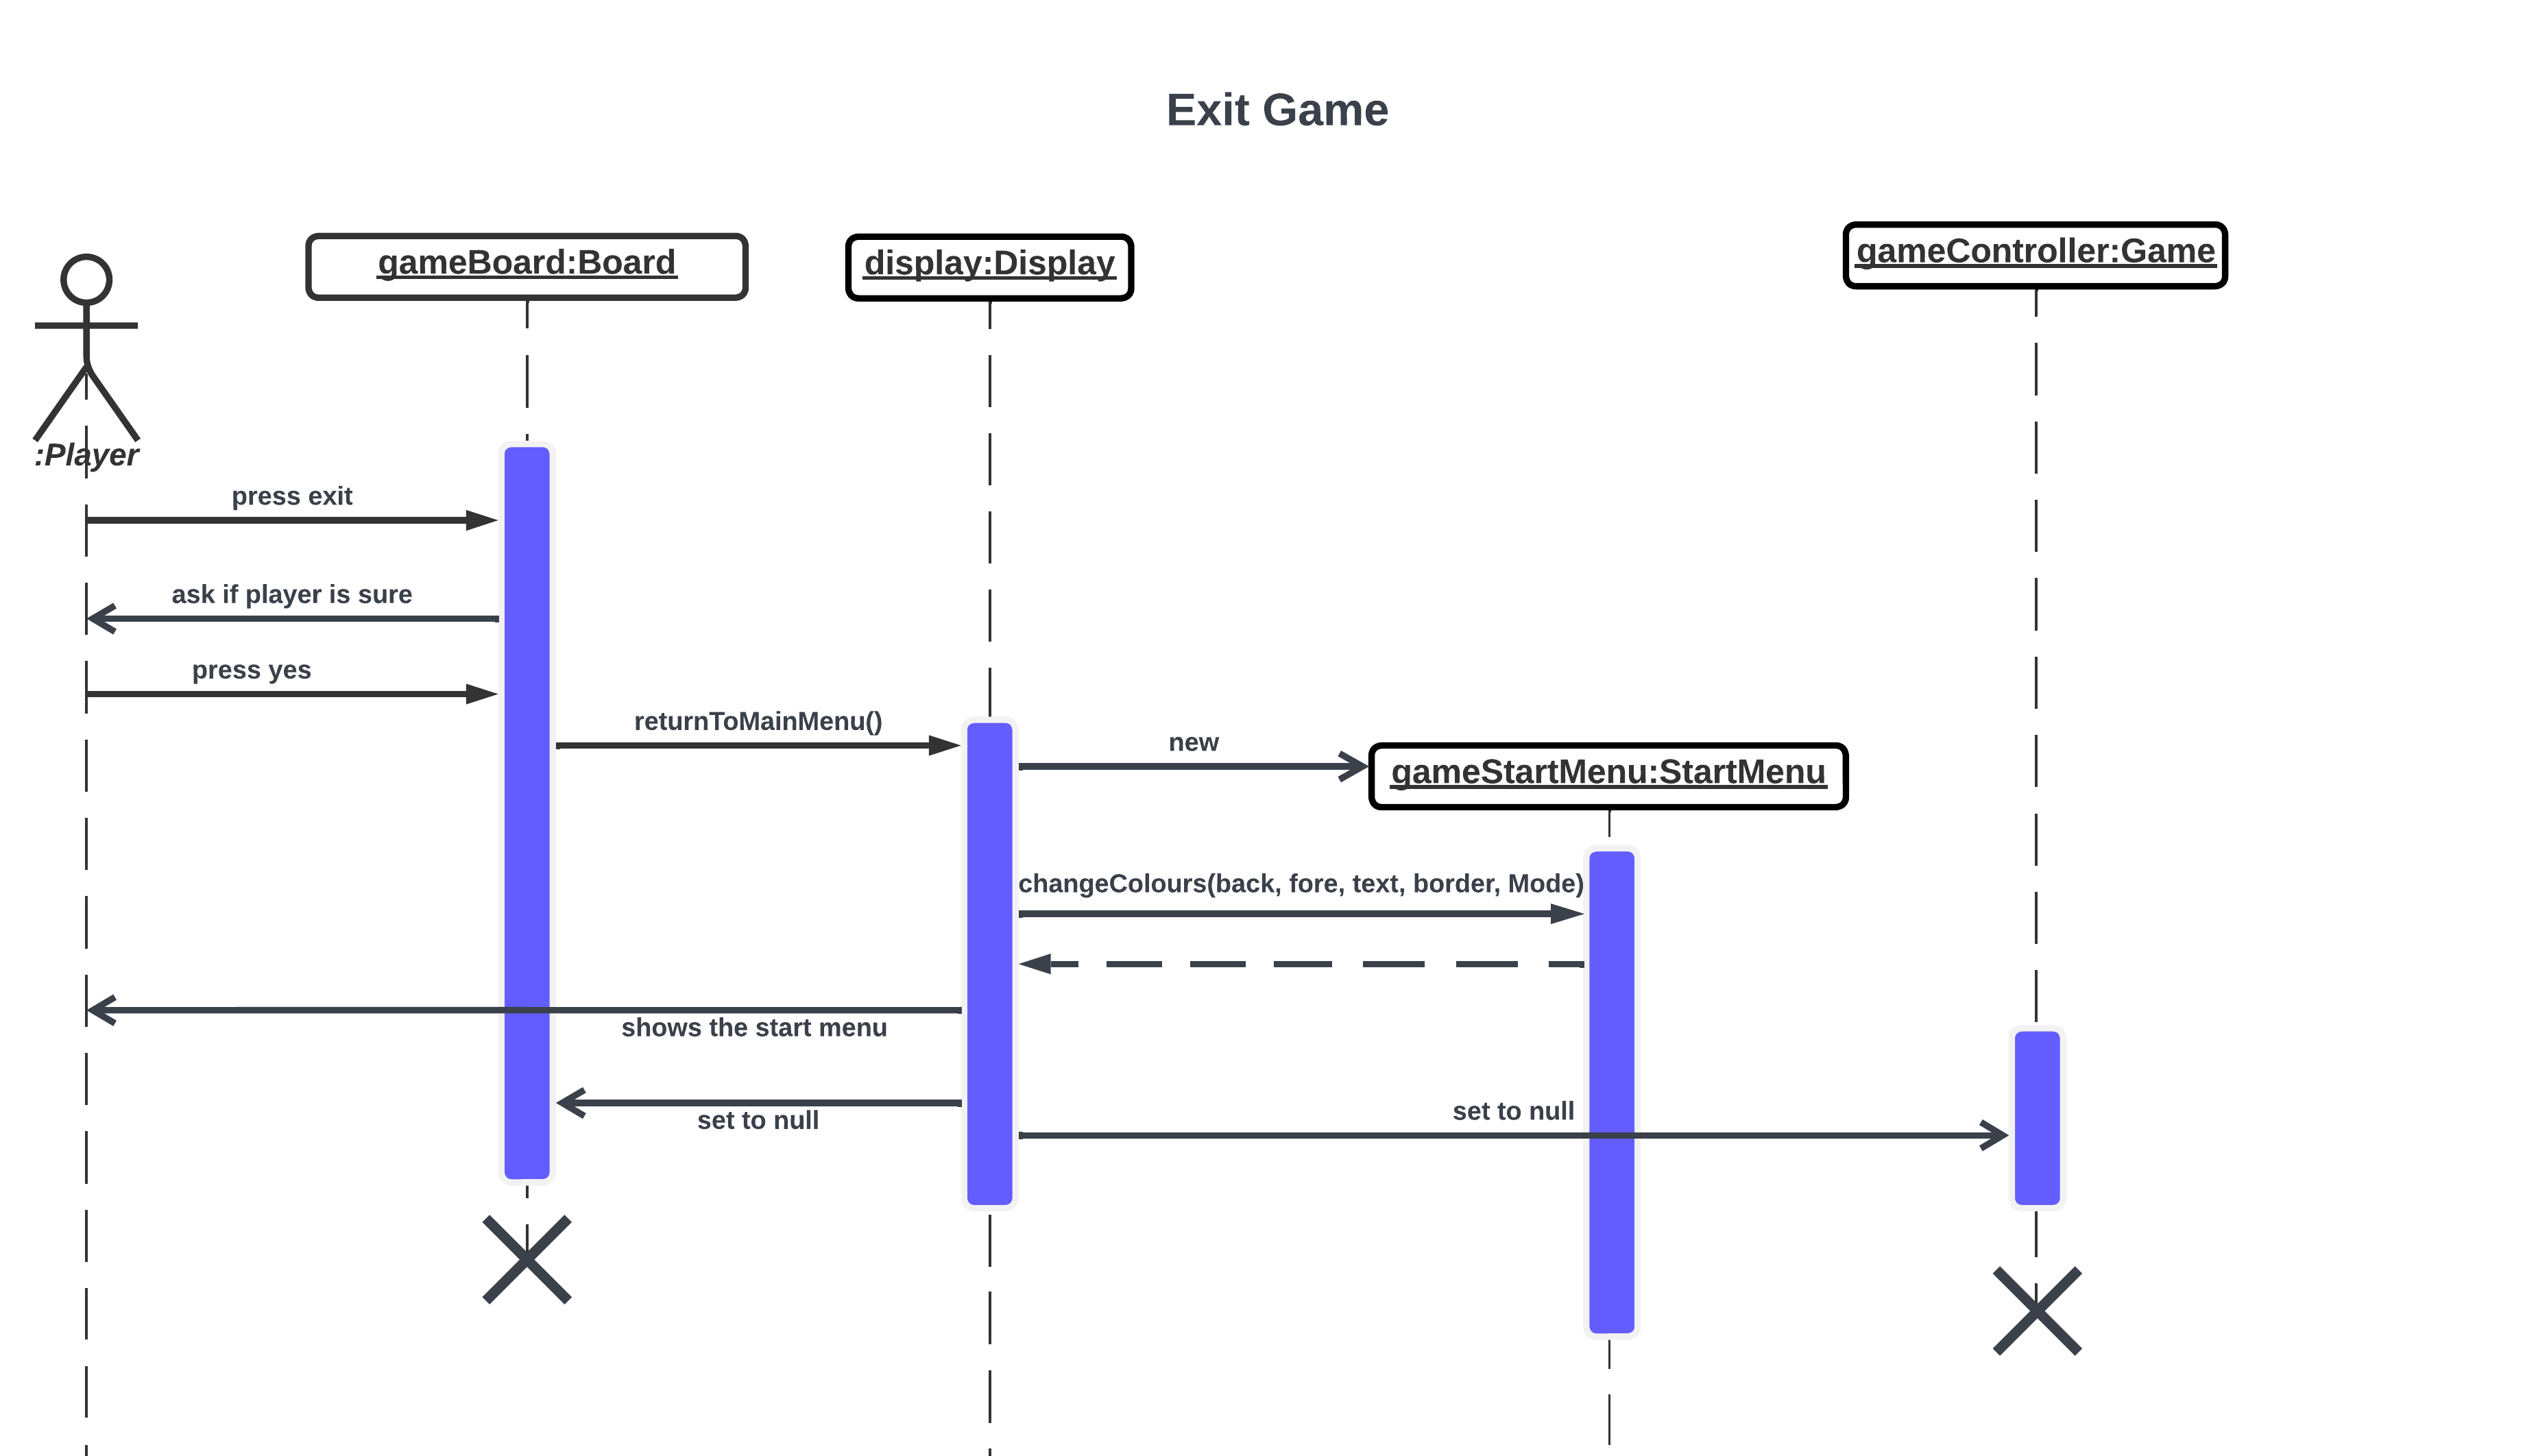 Exit Game
gameController:Game
gameBoard:Board
display:Display
:Player
press exit
ask if player is sure
press yes
returnToMainMenu()
new
gameStartMenu:StartMenu
changeColours(back, fore, text, border, Mode)
shows the start menu
set to null
set to null